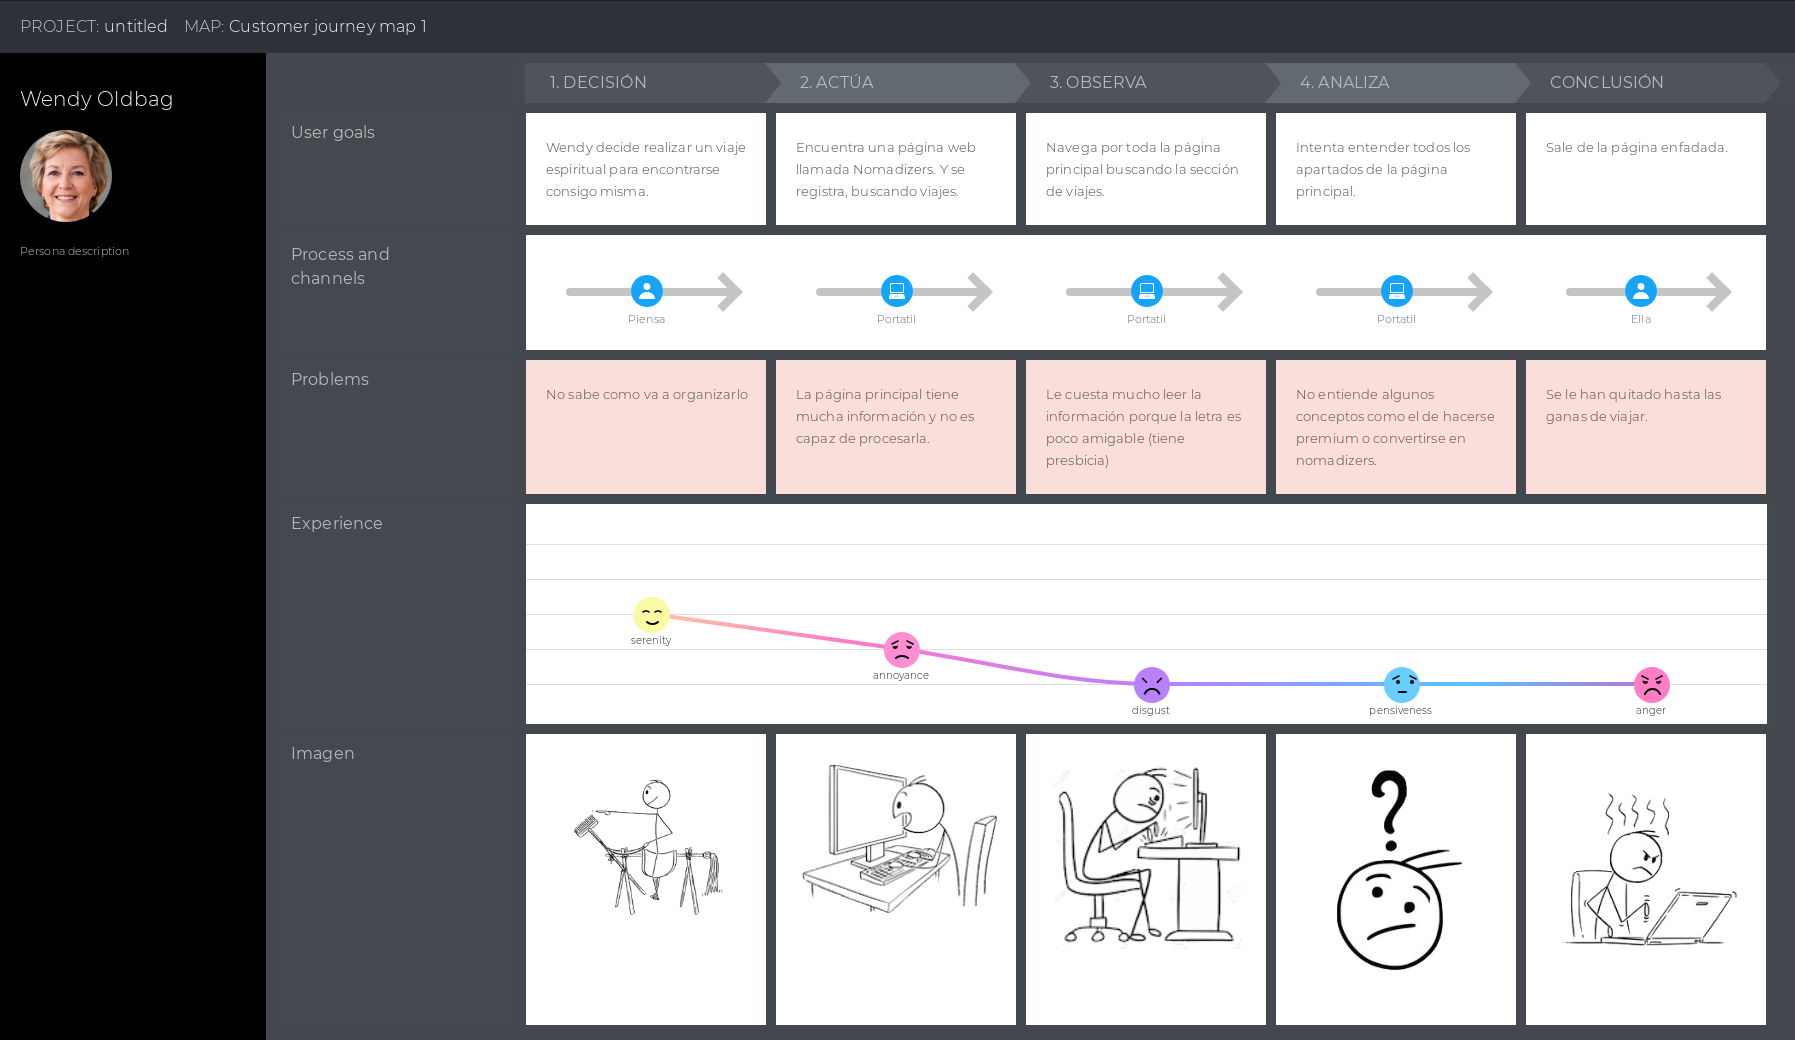 PROJECT: untitled MAP: Customer journey map 1
Wendy Oldbag
Persona description
1. DECISIÓN
2. ACTÚA
3. OBSERVA
4. ANALIZA
CONCLUSIÓN
User goals
Wendy decide realizar un viaje
espiritual para encontrarse
consigo misma.
Encuentra una página web
llamada Nomadizers. Y se
registra, buscando viajes.
Navega por toda la página
principal buscando la sección
de viajes.
Intenta entender todos los
apartados de la página
principal.
Sale de la página enfadada.
Process and
channels
Piensa
Portatil
Portatil
Portatil
Ella
Problems
No sabe como va a organizarlo
La página principal tiene
mucha información y no es
capaz de procesarla.
Le cuesta mucho leer la
información porque la letra es
poco amigable (tiene
presbicia)
No entiende algunos
conceptos como el de hacerse
premium o convertirse en
nomadizers.
Se le han quitado hasta las
ganas de viajar.
Experience
serenity
annoyance
disgust
pensiveness
anger
Imagen
?